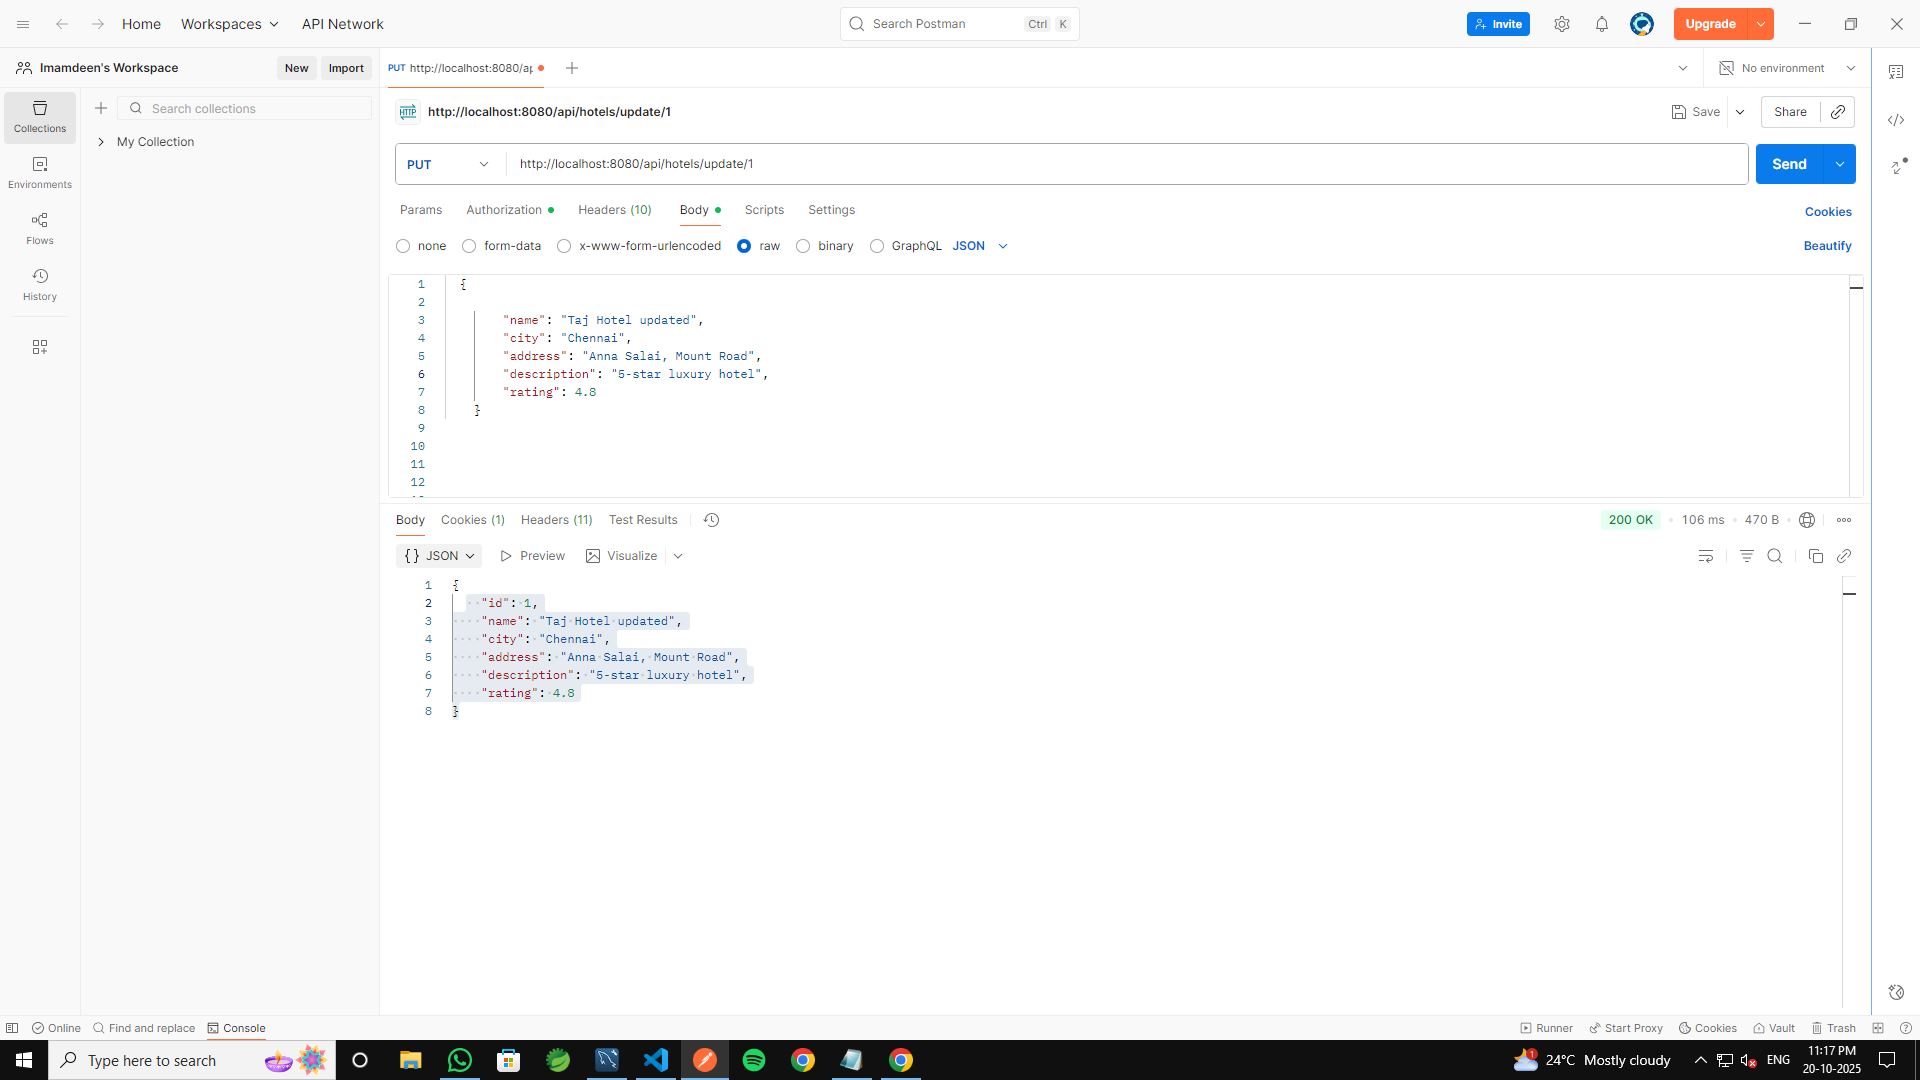 Home
Workspaces
API Network
Search Postman
Ctrl K
Invite
Upgrade
Imamdeen's Workspace
New
Import
PUT http://localhost:8080/ap
No environment
Collections
Search collections
http://localhost:8080/api/hotels/update/1
Save
Share
My Collection
PUT
http://localhost:8080/api/hotels/update/1
Send
Environments
Params
Authorization
Headers (10)
Body
Scripts
Settings
Cookies
Flows
none
form-data
x-www-form-urlencoded
raw
binary
GraphQL
JSON
Beautify
History
1 {
2
3 "name": "Taj Hotel updated",
4 "city": "Chennai",
5 "address": "Anna Salai, Mount Road",
6 "description": "5-star luxury hotel",
7 "rating": 4.8
8 }
9
10
11
12
Body
Cookies (1)
Headers (11)
Test Results
200 OK
106 ms
470 B
{} JSON
Preview
Visualize
1 {
2 "id": 1,
3 "name": "Taj Hotel updated",
4 "city": "Chennai",
5 "address": "Anna Salai, Mount Road",
6 "description": "5-star luxury hotel",
7 "rating": 4.8
8 }
Online
Find and replace
Console
Runner
Start Proxy
Cookies
Vault
Trash
Type here to search
1
24°C Mostly cloudy
ENG
11:17 PM
20-10-2025